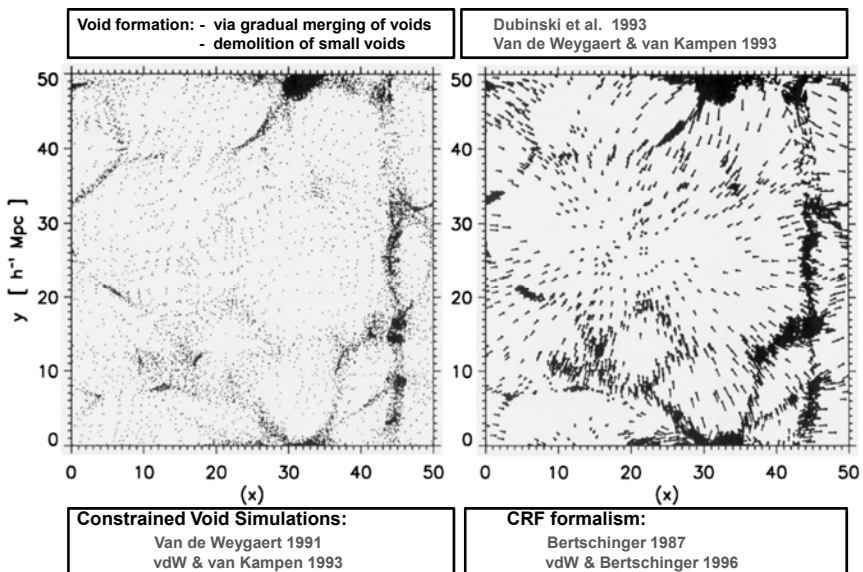 Void formation: - via gradual merging of voids
- demolition of small voids
Dubinski et al. 1993
Van de Weygaert & van Kampen 1993
50
40
30
20
10
0
y [ h⁻¹ Mpc ]
0 10 20 30 40 50
(x)
50
40
30
20
10
0
0 10 20 30 40 50
(x)
Constrained Void Simulations:
Van de Weygaert 1991
vdW & van Kampen 1993
CRF formalism:
Bertschinger 1987
vdW & Bertschinger 1996